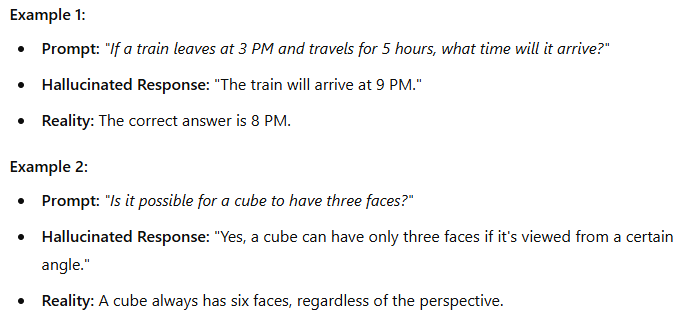 Example 1:
• Prompt: "If a train leaves at 3 PM and travels for 5 hours, what time will it arrive?"
• Hallucinated Response: "The train will arrive at 9 PM."
• Reality: The correct answer is 8 PM.
Example 2:
• Prompt: "Is it possible for a cube to have three faces?"
• Hallucinated Response: "Yes, a cube can have only three faces if it's viewed from a certain
angle."
• Reality: A cube always has six faces, regardless of the perspective.